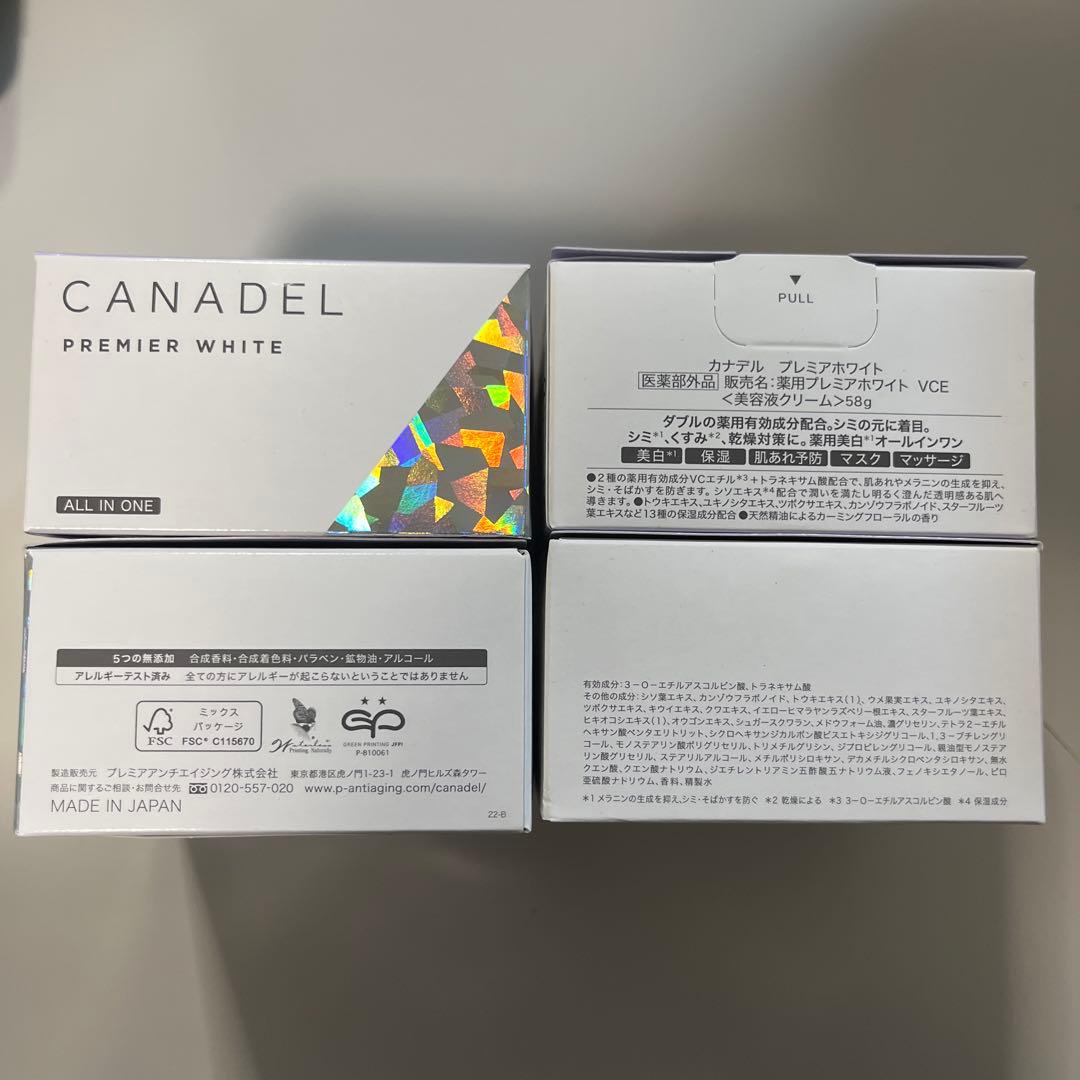 CANADEL
PREMIER WHITE
ALL IN ONE
PULL
カナデル プレミアホワイト
医薬部外品 販売名:薬用プレミアホワイト VCE
<美容液クリーム>58g
ダブルの薬用有効成分配合。シミの元に着目。
シミ*1、くすみ*2、乾燥対策に。薬用美白*1オールインワン
美白*1 保湿 肌あれ予防 マスク マッサージ
●2種の薬用有効成分VCエチル*3+トラネキサム酸配合で、肌あれやメラニンの生成を抑え、
シミ・そばかすを防ぎます。シソエキス*4配合で潤いを満たし明るく澄んだ透明感ある肌へ
導きます。●トウキエキス、ユキノシタエキス、ツボクサエキス、カンゾウフラボノイド、スターフルーツ
葉エキスなど13種の保湿成分配合 ●天然精油によるカーミングフローラルの香り
5つの無添加 合成香料・合成着色料・パラベン・鉱物油・アルコール
アレルギーテスト済み 全ての方にアレルギーが起こらないということではありません
FSC
ミックス
パッケージ
FSC® C115670
Waterless
Printing, Naturally
GREEN PRINTING JFPI
P-B10061
製造販売元 プレミアアンチエイジング株式会社 東京都港区虎ノ門1-23-1 虎ノ門ヒルズ森タワー
商品に関するご相談・お問合せ先 0120-557-020 www.p-antiaging.com/canadel/
MADE IN JAPAN
22-B
有効成分:3-O-エチルアスコルビン酸、トラネキサム酸
その他の成分:シソ葉エキス、カンゾウフラボノイド、トウキエキス(1)、ウメ果実エキス、ユキノシタエキス、
ツボクサエキス、キウイエキス、クワエキス、イエローヒマラヤンラズベリー根エキス、スターフルーツ葉エキス、
ヒキオコシエキス(1)、オウゴンエキス、シュガースクワラン、メドウフォーム油、濃グリセリン、テトラ2-エチル
ヘキサン酸ペンタエリトリット、シクロヘキサンジカルボン酸ビスエトキシジグリコール、1,3-ブチレングリ
コール、モノステアリン酸ポリグリセリル、トリメチルグリシン、ジプロピレングリコール、親油型モノステ
アリン酸グリセリル、ステアリルアルコール、メチルポリシロキサン、デカメチルシクロペンタシロキサン、無水
クエン酸、クエン酸ナトリウム、ジエチレントリアミン五酢酸五ナトリウム液、フェノキシエタノール、ピロ
亜硫酸ナトリウム、香料、精製水
*1 メラニンの生成を抑え、シミ・そばかすを防ぐ *2 乾燥による *3 3-O-エチルアスコルビン酸 *4 保湿成分